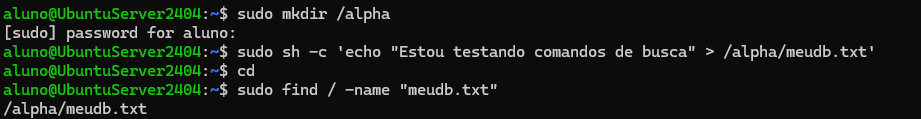 aluno@UbuntuServer2404:~$ sudo mkdir /alpha
[sudo] password for aluno:
aluno@UbuntuServer2404:~$ sudo sh -c 'echo "Estou testando comandos de busca" > /alpha/meudb.txt'
aluno@UbuntuServer2404:~$ cd
aluno@UbuntuServer2404:~$ sudo find / -name "meudb.txt"
/alpha/meudb.txt